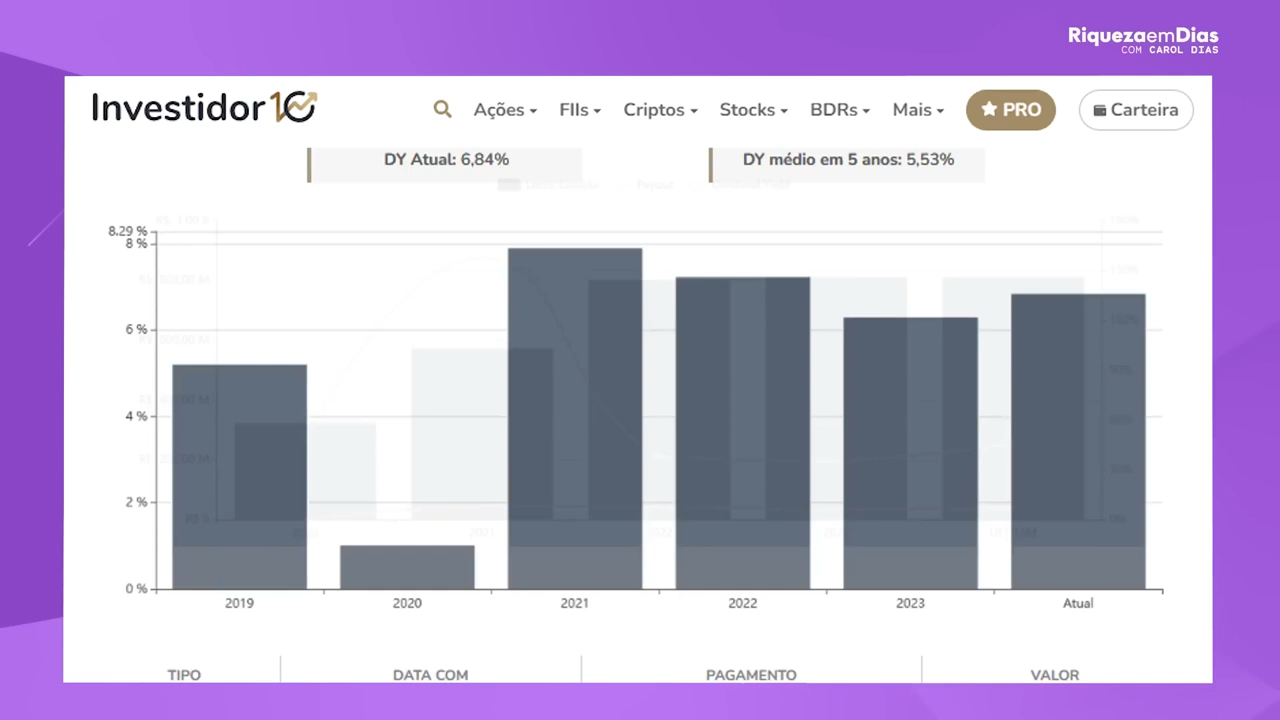 RiquezaemDias
COM CAROL DIAS
Investidor10
Ações
FIIs
Criptos
Stocks
BDRs
Mais
PRO
Carteira
DY Atual: 6,84%
DY médio em 5 anos: 5,53%
8,29 %
8 %
6 %
4 %
2 %
0 %
2019
2020
2021
2022
2023
Atual
TIPO
DATA COM
PAGAMENTO
VALOR